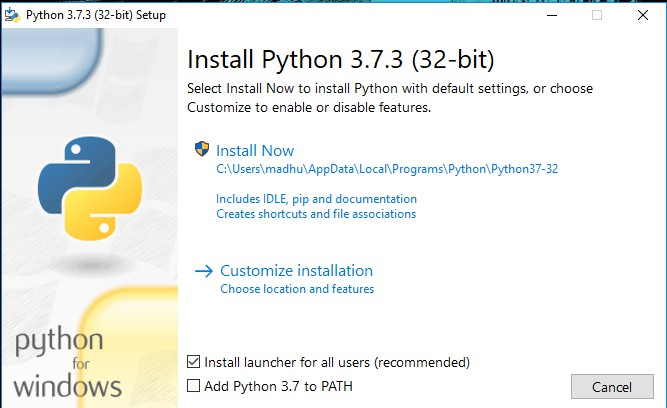 Python 3.7.3 (32-bit) Setup
Install Python 3.7.3 (32-bit)
Select Install Now to install Python with default settings, or choose
Customize to enable or disable features.
Install Now
C:\Users\madhu\AppData\Local\Programs\Python\Python37-32
Includes IDLE, pip and documentation
Creates shortcuts and file associations
Customize installation
Choose location and features
python
for
windows
Install launcher for all users (recommended)
Add Python 3.7 to PATH
Cancel